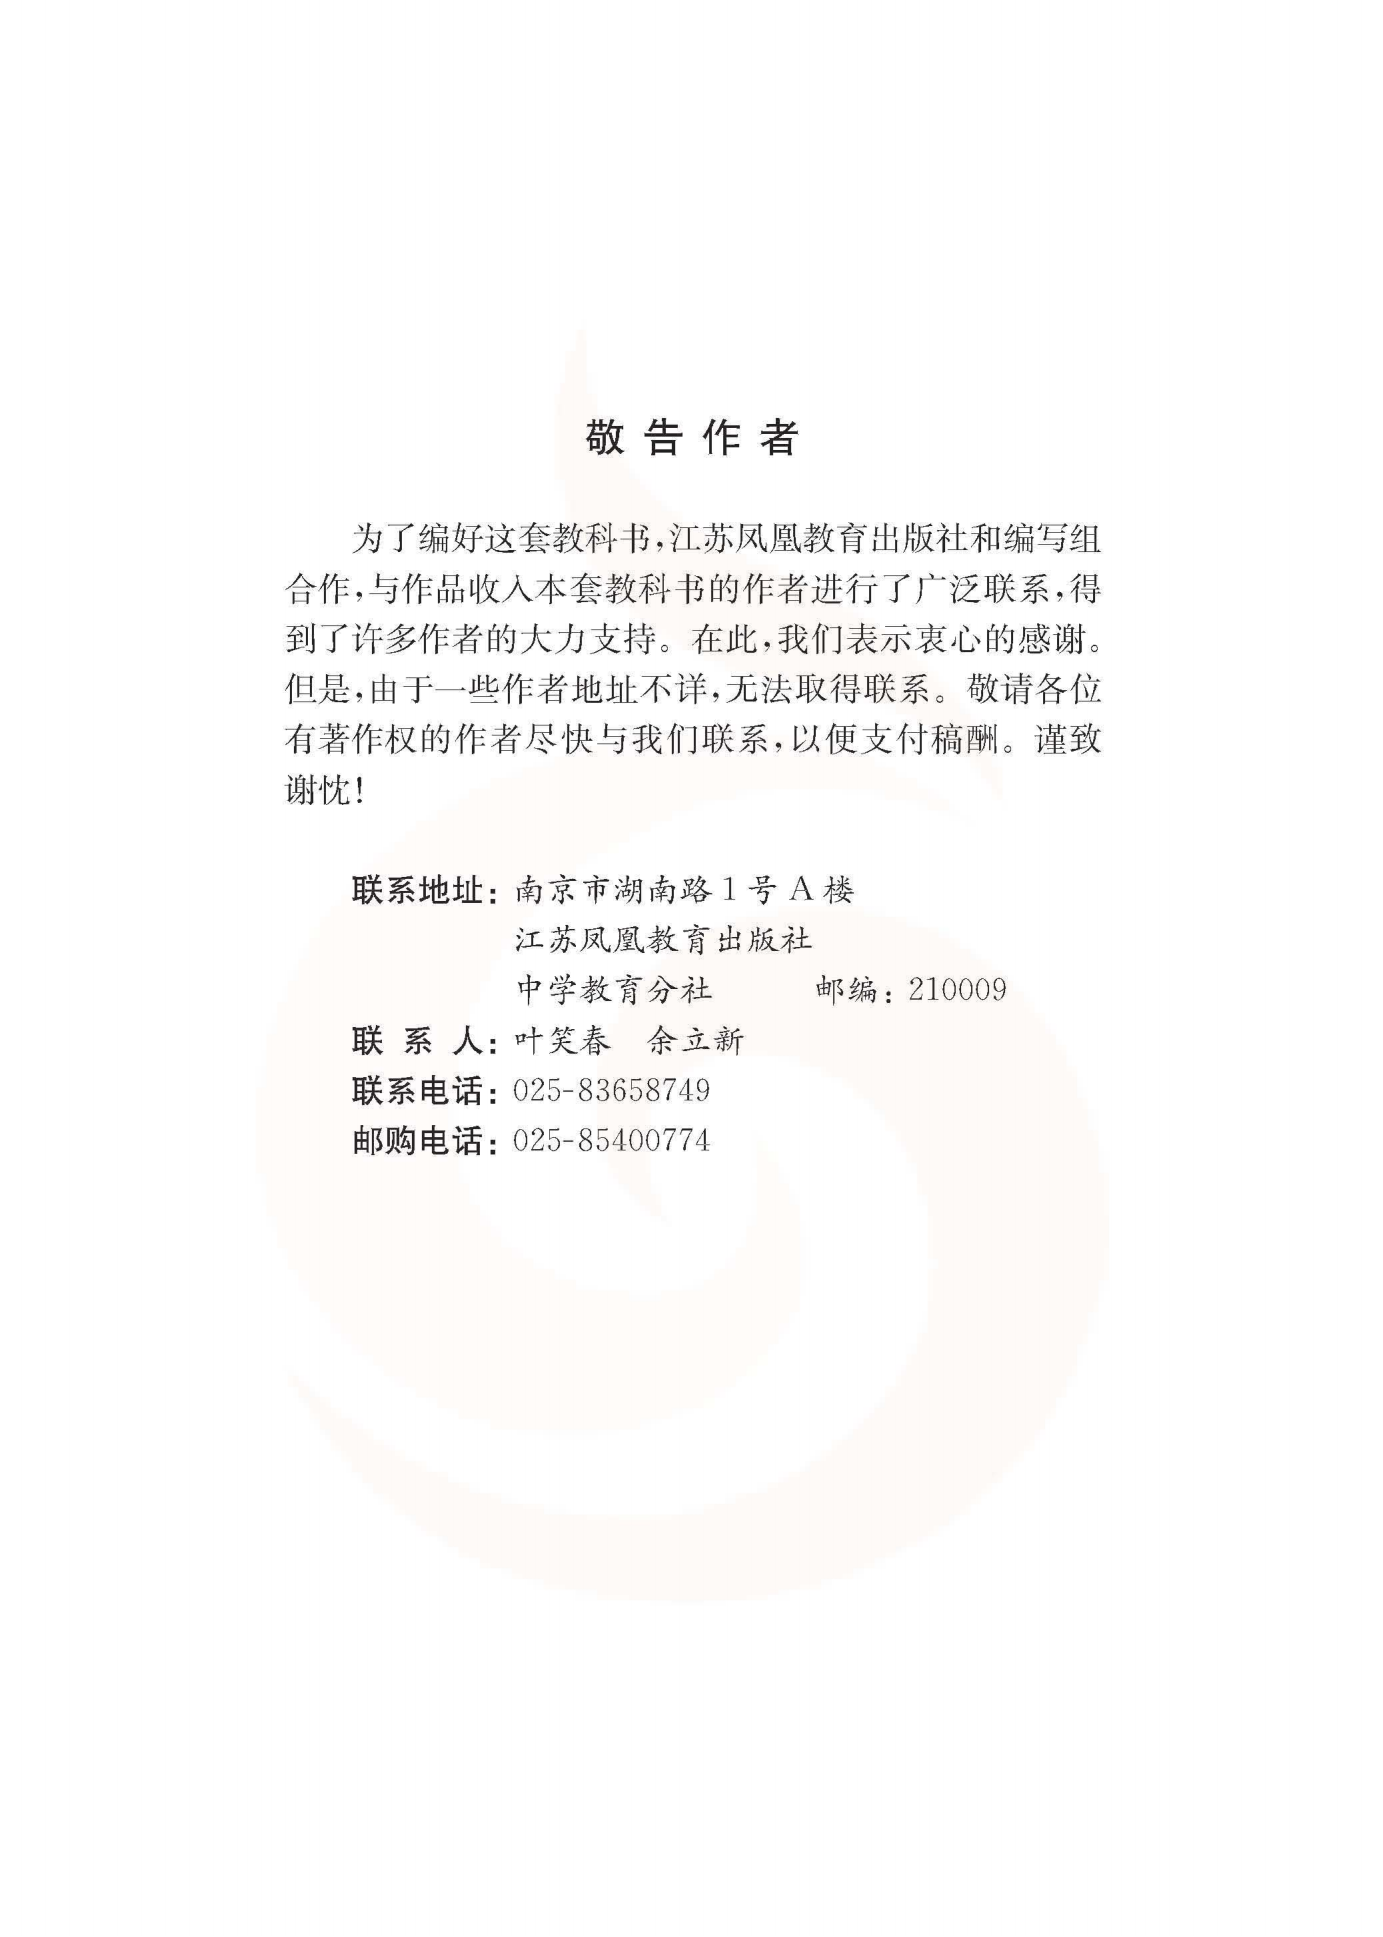 敬告作者
为了编好这套教科书,江苏凤凰教育出版社和编写组
合作,与作品收入本套教科书的作者进行了广泛联系,得
到了许多作者的大力支持。在此,我们表示衷心的感谢。
但是,由于一些作者地址不详,无法取得联系。敬请各位
有著作权的作者尽快与我们联系,以便支付稿酬。谨致
谢忱!
联系地址: 南京市湖南路1号A楼
江苏凤凰教育出版社
中学教育分社 邮编: 210009
联 系 人: 叶笑春 余立新
联系电话: 025-83658749
邮购电话: 025-85400774